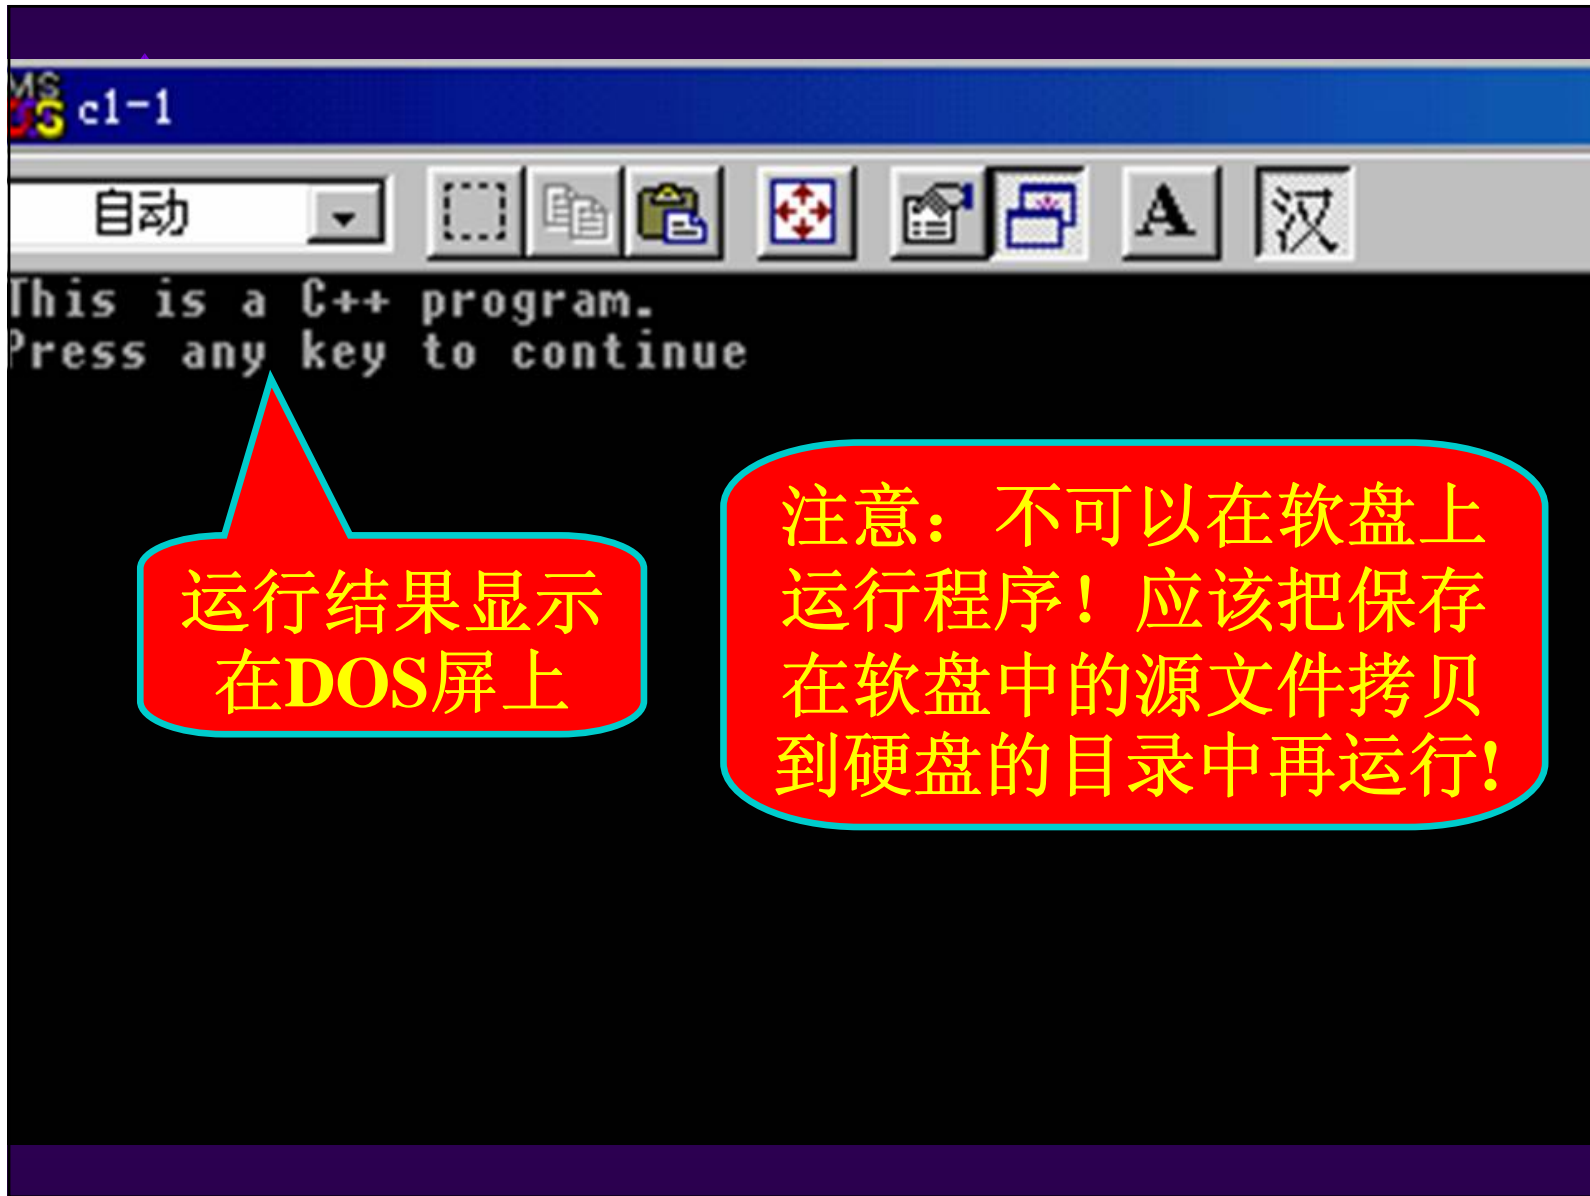 MS
c1-1
自动
A
汉
This is a C++ program.
Press any key to continue
运行结果显示
在DOS屏上
注意：不可以在软盘上
运行程序！应该把保存
在软盘中的源文件拷贝
到硬盘的目录中再运行!